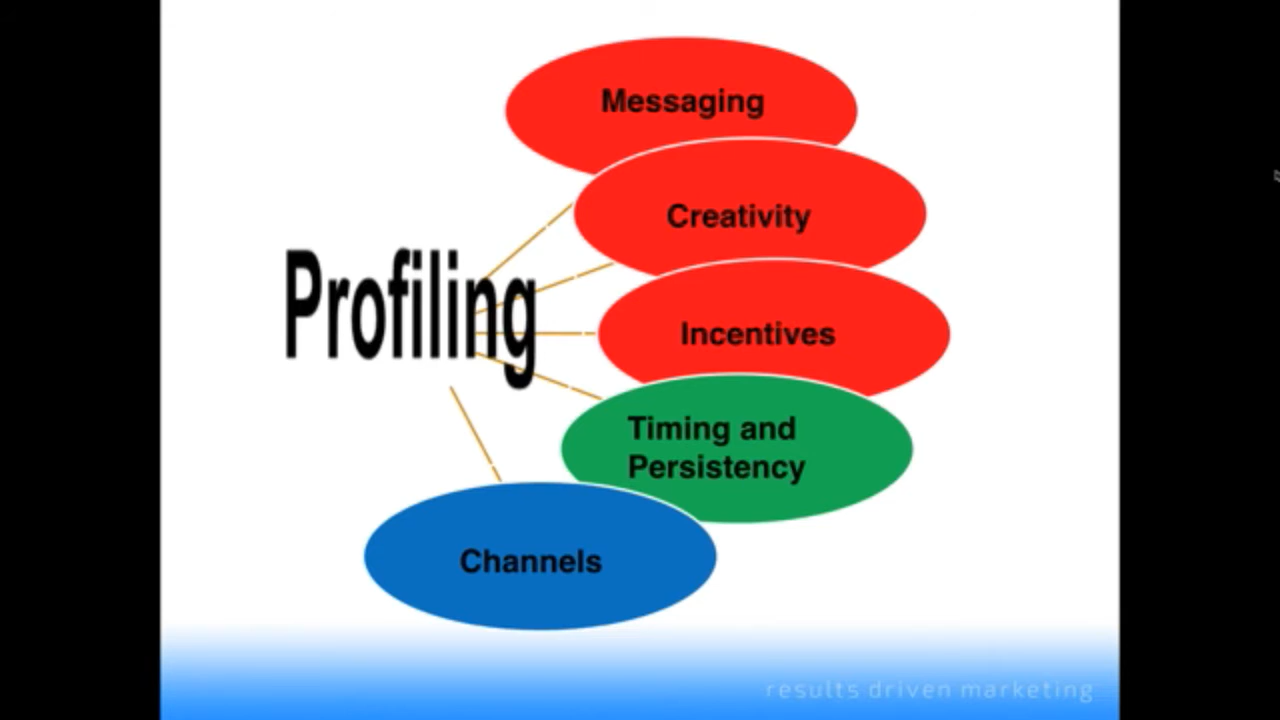 Messaging
Creativity
Profiling
Incentives
Timing and
Persistency
Channels
results driven marketing